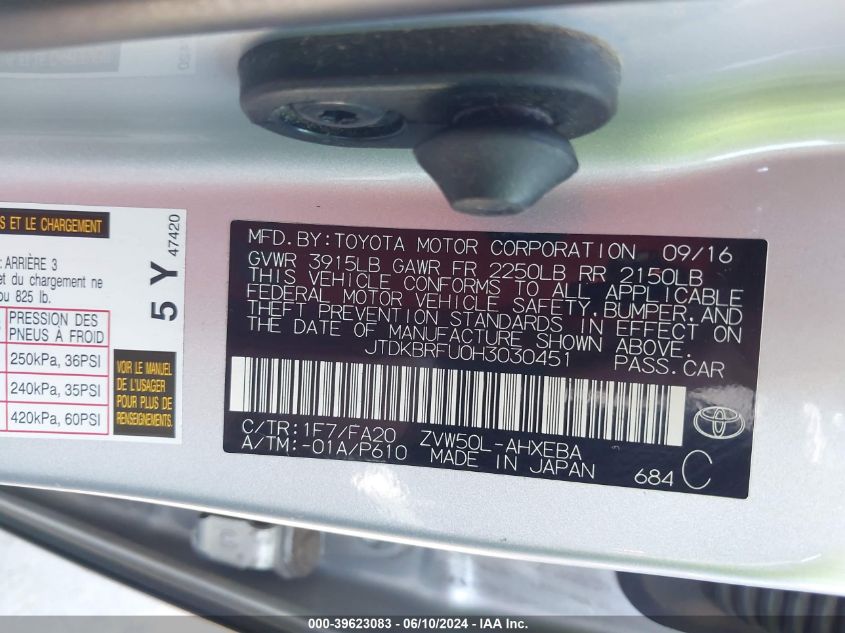 S ET LE CHARGEMENT
: ARRIÈRE 3
et du chargement ne
ou 825 lb.
PRESSION DES
PNEUS À FROID
250kPa, 36PSI
240kPa, 35PSI
420kPa, 60PSI
5 Y
47420
VOIR LE MANUEL
DE L'USAGER
POUR PLUS DE
RENSEIGNEMENTS.
MFD.BY:TOYOTA MOTOR CORPORATION 09/16
GVWR 3915LB GAWR FR 2250LB RR 2150LB
THIS VEHICLE CONFORMS TO ALL APPLICABLE
FEDERAL MOTOR VEHICLE SAFETY,BUMPER,AND
THEFT PREVENTION STANDARDS IN EFFECT ON
THE DATE OF MANUFACTURE SHOWN ABOVE.
JTDKBRFU0H3030451 PASS.CAR
C/TR:1F7/FA20 ZVW50L-AHXEBA
A/TM:-01A/P610 MADE IN JAPAN
684 C
TOYOTA
000-39623083 / 06/10/2024 - IAA Inc.